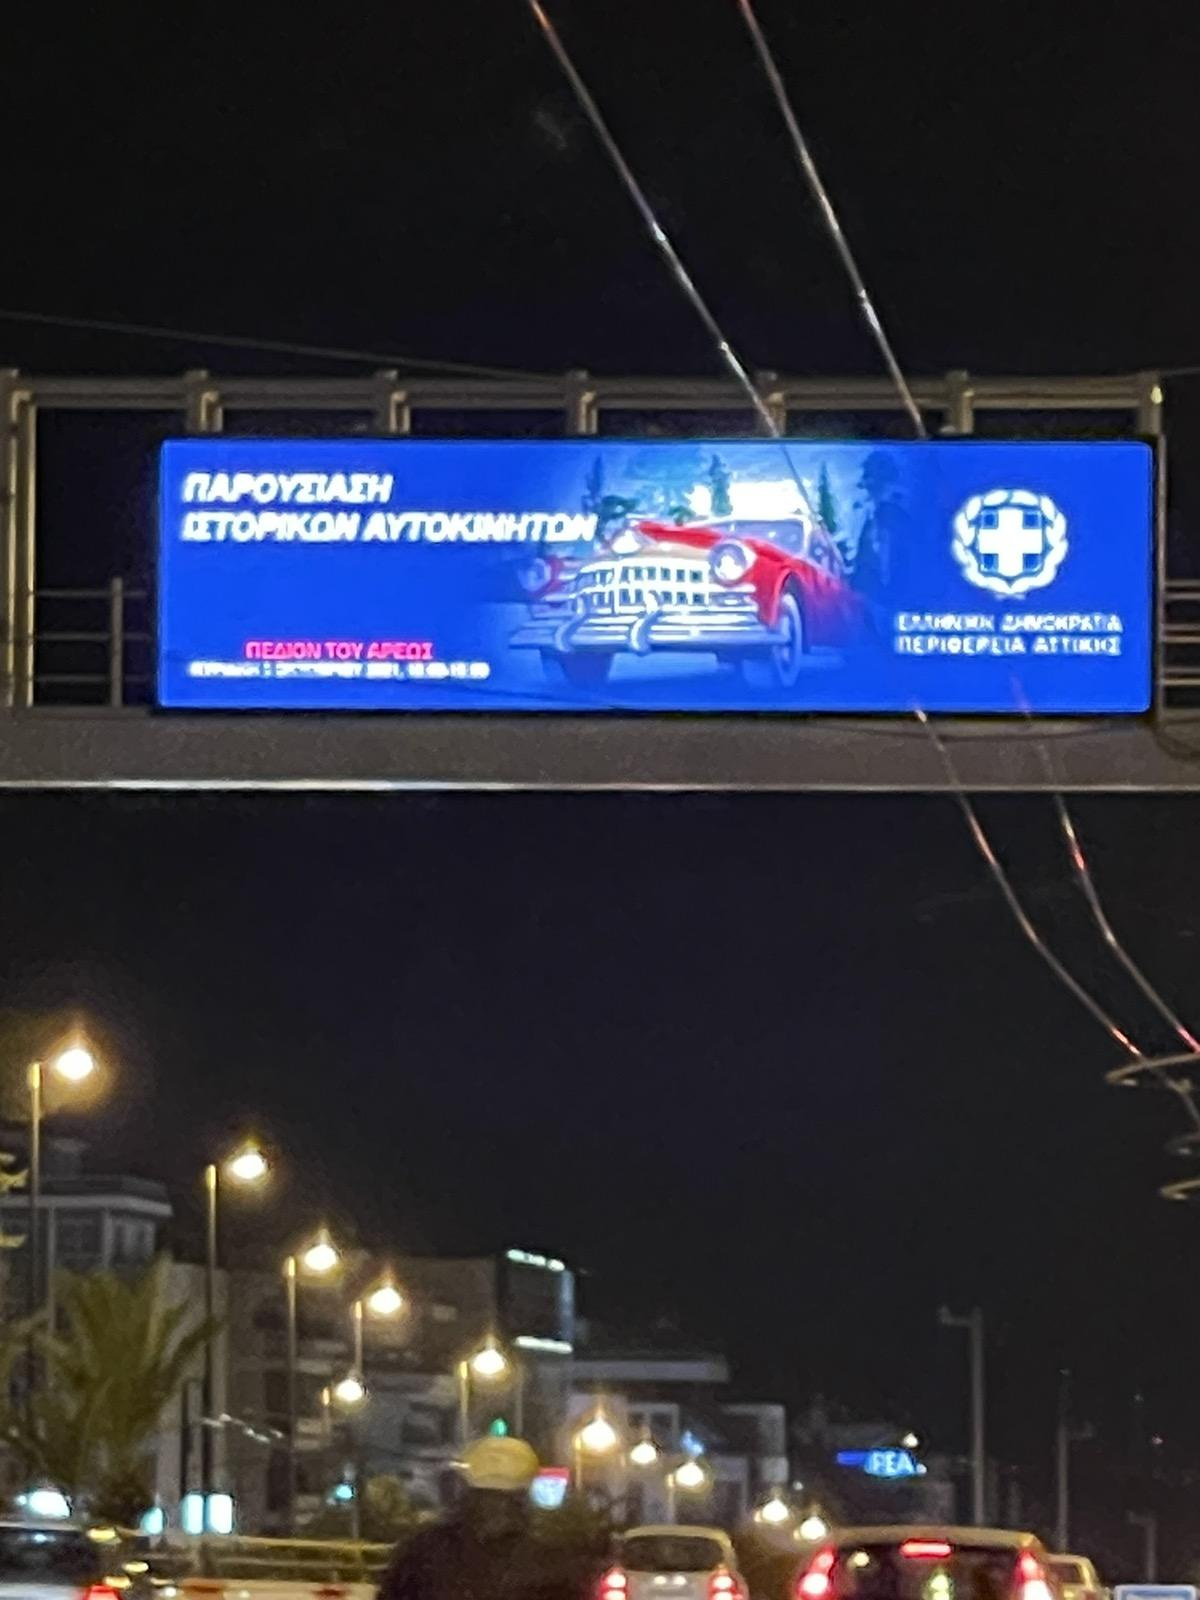 ΠΑΡΟΥΣΙΑΣΗ
ΙΣΤΟΡΙΚΩΝ ΑΥΤΟΚΙΝΗΤΩΝ
ΠΕΔΙΟΝ ΤΟΥ ΑΡΕΩΣ
ΕΛΛΗΝΙΚΗ ΔΗΜΟΚΡΑΤΙΑ
ΠΕΡΙΦΕΡΕΙΑ ΑΤΤΙΚΗΣ